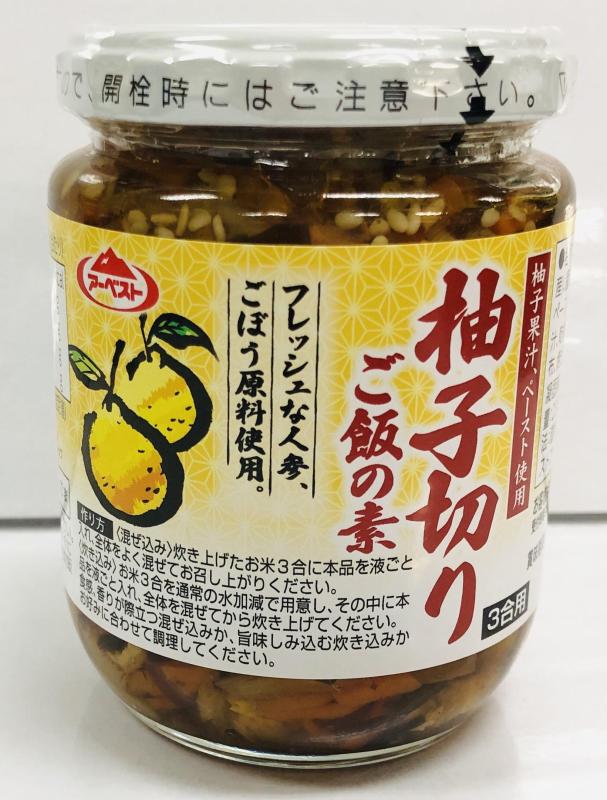 ので、開栓時にはご注意下さい。
アーベスト
柚子果汁、ペースト使用
柚子切り
ご飯の素
フレッシュな人参、
ごぼう原料使用。
3合用
作り方 〈混ぜ込み〉炊き上げたお米3合に本品を液ごと
入れ、全体をよく混ぜてお召し上がりください。
〈炊き込み〉お米3合を通常の水加減で用意し、その中に本
品を液ごと入れ、全体を混ぜてから炊き上げてください。
食感、香りが際立つ混ぜ込みか、旨味しみ込む炊き込みか
お好みに合わせて調理してください。